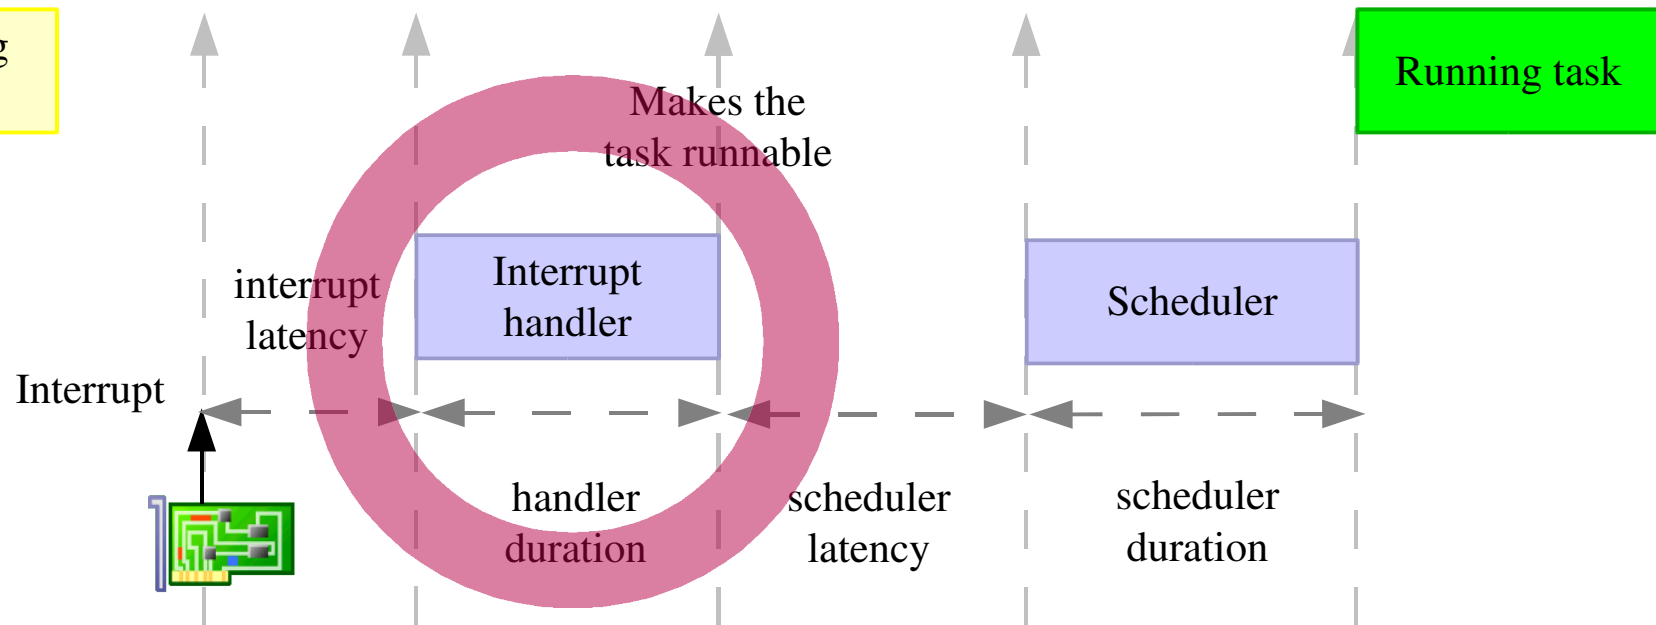 g
Running task
Makes the
task runnable
Interrupt
handler
Scheduler
interrupt
latency
Interrupt
handler
duration
scheduler
latency
scheduler
duration